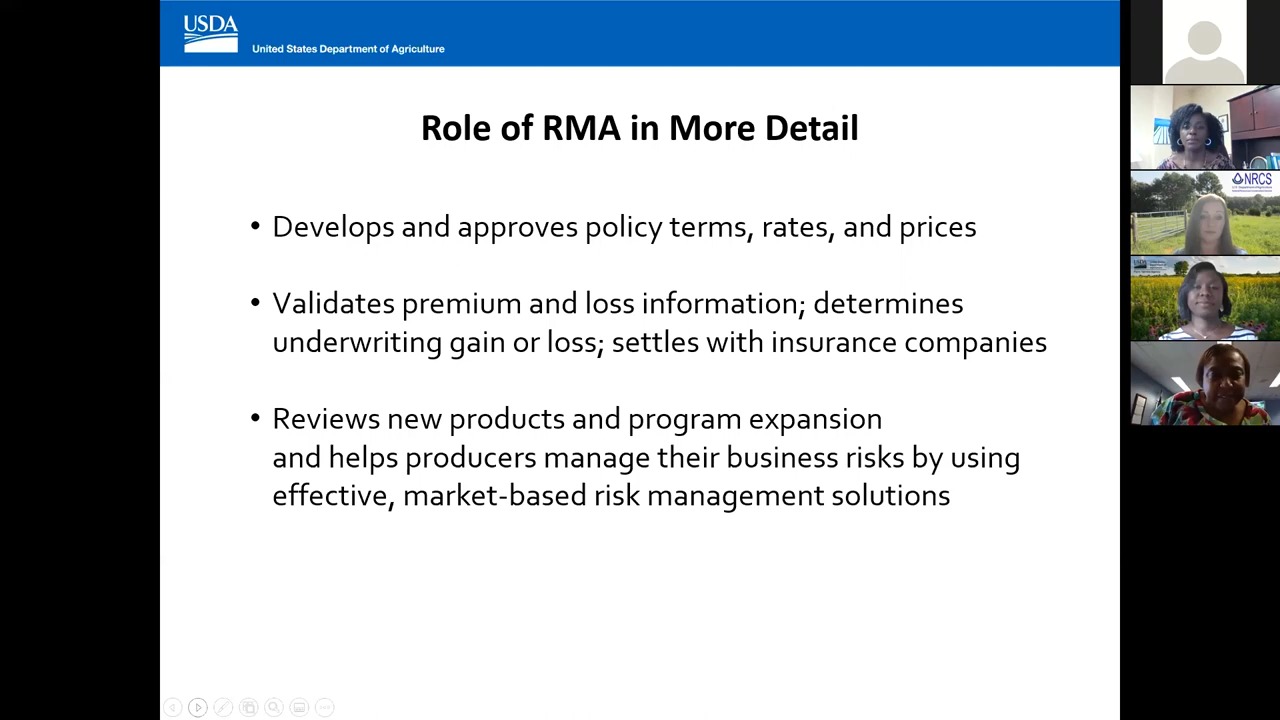 USDA
United States Department of Agriculture
Role of RMA in More Detail
• Develops and approves policy terms, rates, and prices
• Validates premium and loss information; determines
underwriting gain or loss; settles with insurance companies
• Reviews new products and program expansion
and helps producers manage their business risks by using
effective, market-based risk management solutions
NRCS